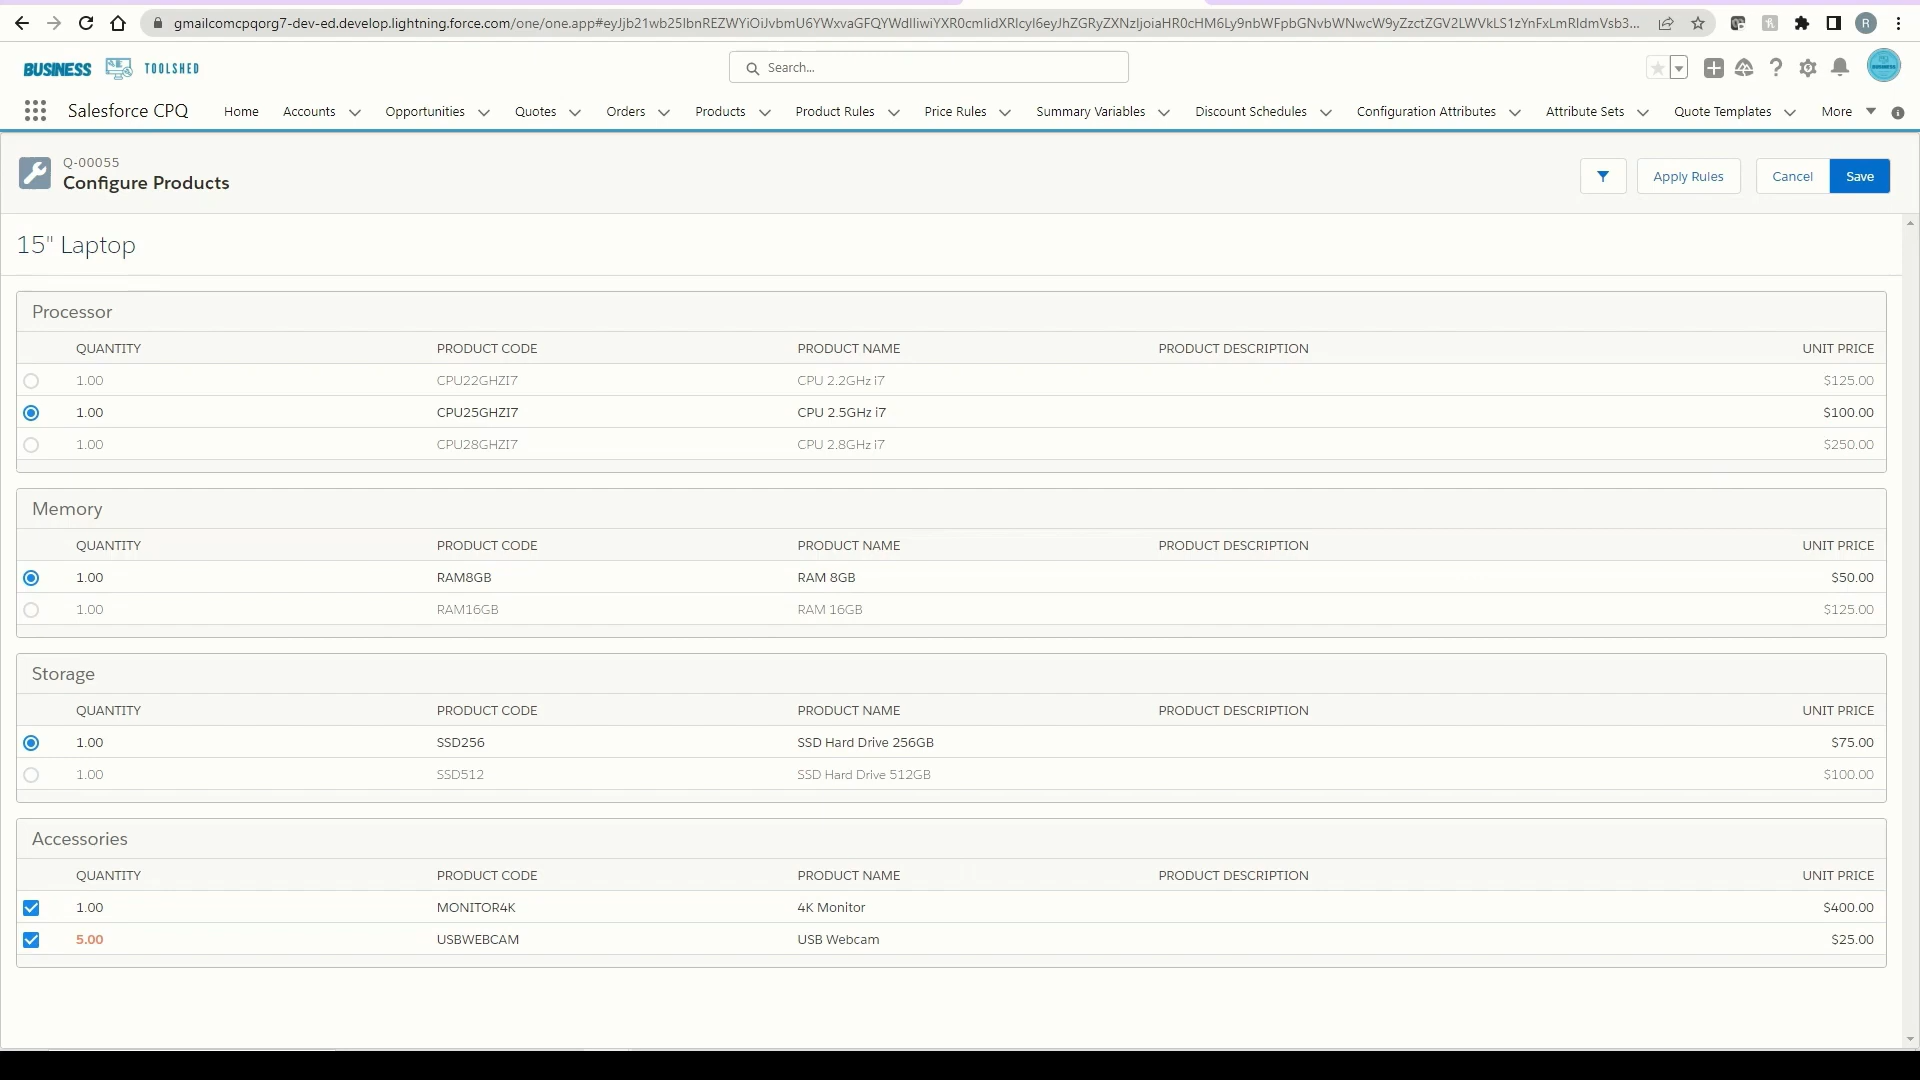 gmailcomcpqorg7-dev-ed.develop.lightning.force.com
BUSINESS TOOLSHED
Search...
Salesforce CPQ Home Accounts Opportunities Quotes Orders Products Product Rules Price Rules Summary Variables Discount Schedules Configuration Attributes Attribute Sets Quote Templates More
Q-00055
Configure Products
Apply Rules Cancel Save
15" Laptop
Processor
QUANTITY PRODUCT CODE PRODUCT NAME PRODUCT DESCRIPTION UNIT PRICE
1.00 CPU22GHZI7 CPU 2.2GHz i7 $125.00
1.00 CPU25GHZI7 CPU 2.5GHz i7 $100.00
1.00 CPU28GHZI7 CPU 2.8GHz i7 $250.00
Memory
QUANTITY PRODUCT CODE PRODUCT NAME PRODUCT DESCRIPTION UNIT PRICE
1.00 RAM8GB RAM 8GB $50.00
1.00 RAM16GB RAM 16GB $125.00
Storage
QUANTITY PRODUCT CODE PRODUCT NAME PRODUCT DESCRIPTION UNIT PRICE
1.00 SSD256 SSD Hard Drive 256GB $75.00
1.00 SSD512 SSD Hard Drive 512GB $100.00
Accessories
QUANTITY PRODUCT CODE PRODUCT NAME PRODUCT DESCRIPTION UNIT PRICE
1.00 MONITOR4K 4K Monitor $400.00
5.00 USBWEBCAM USB Webcam $25.00